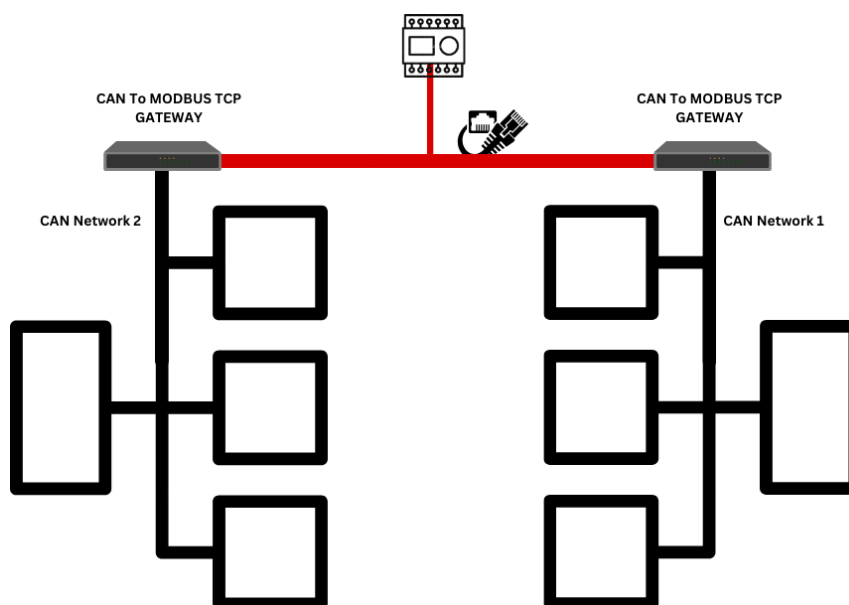 CAN To MODBUS TCP
GATEWAY
CAN To MODBUS TCP
GATEWAY
CAN Network 2
CAN Network 1